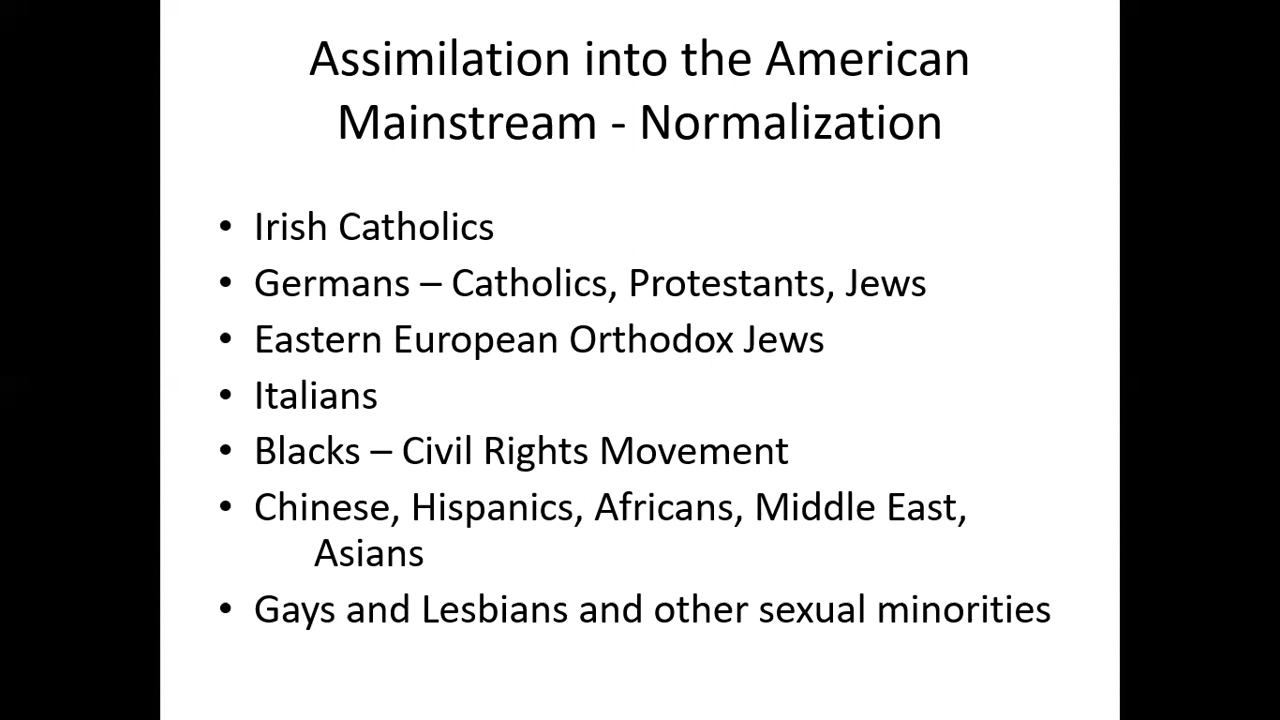 Assimilation into the American
Mainstream - Normalization
• Irish Catholics
• Germans – Catholics, Protestants, Jews
• Eastern European Orthodox Jews
• Italians
• Blacks – Civil Rights Movement
• Chinese, Hispanics, Africans, Middle East,
Asians
• Gays and Lesbians and other sexual minorities